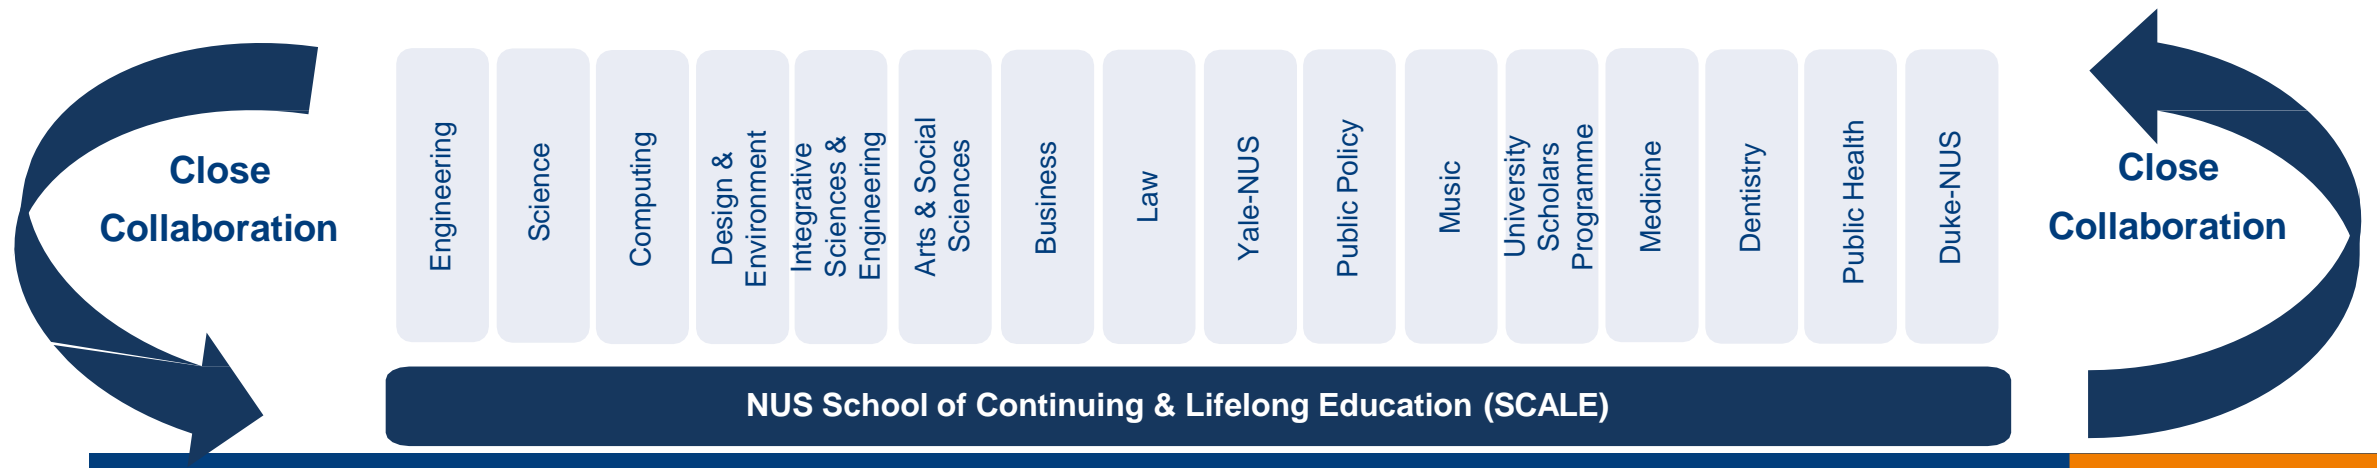 Close
Collaboration
Engineering
Science
Computing
Design &
Environment
Integrative
Sciences &
Engineering
Arts & Social
Sciences
Business
Law
Yale-NUS
Public Policy
Music
University
Scholars
Programme
Medicine
Dentistry
Public Health
Duke-NUS
Close
Collaboration
NUS School of Continuing & Lifelong Education (SCALE)